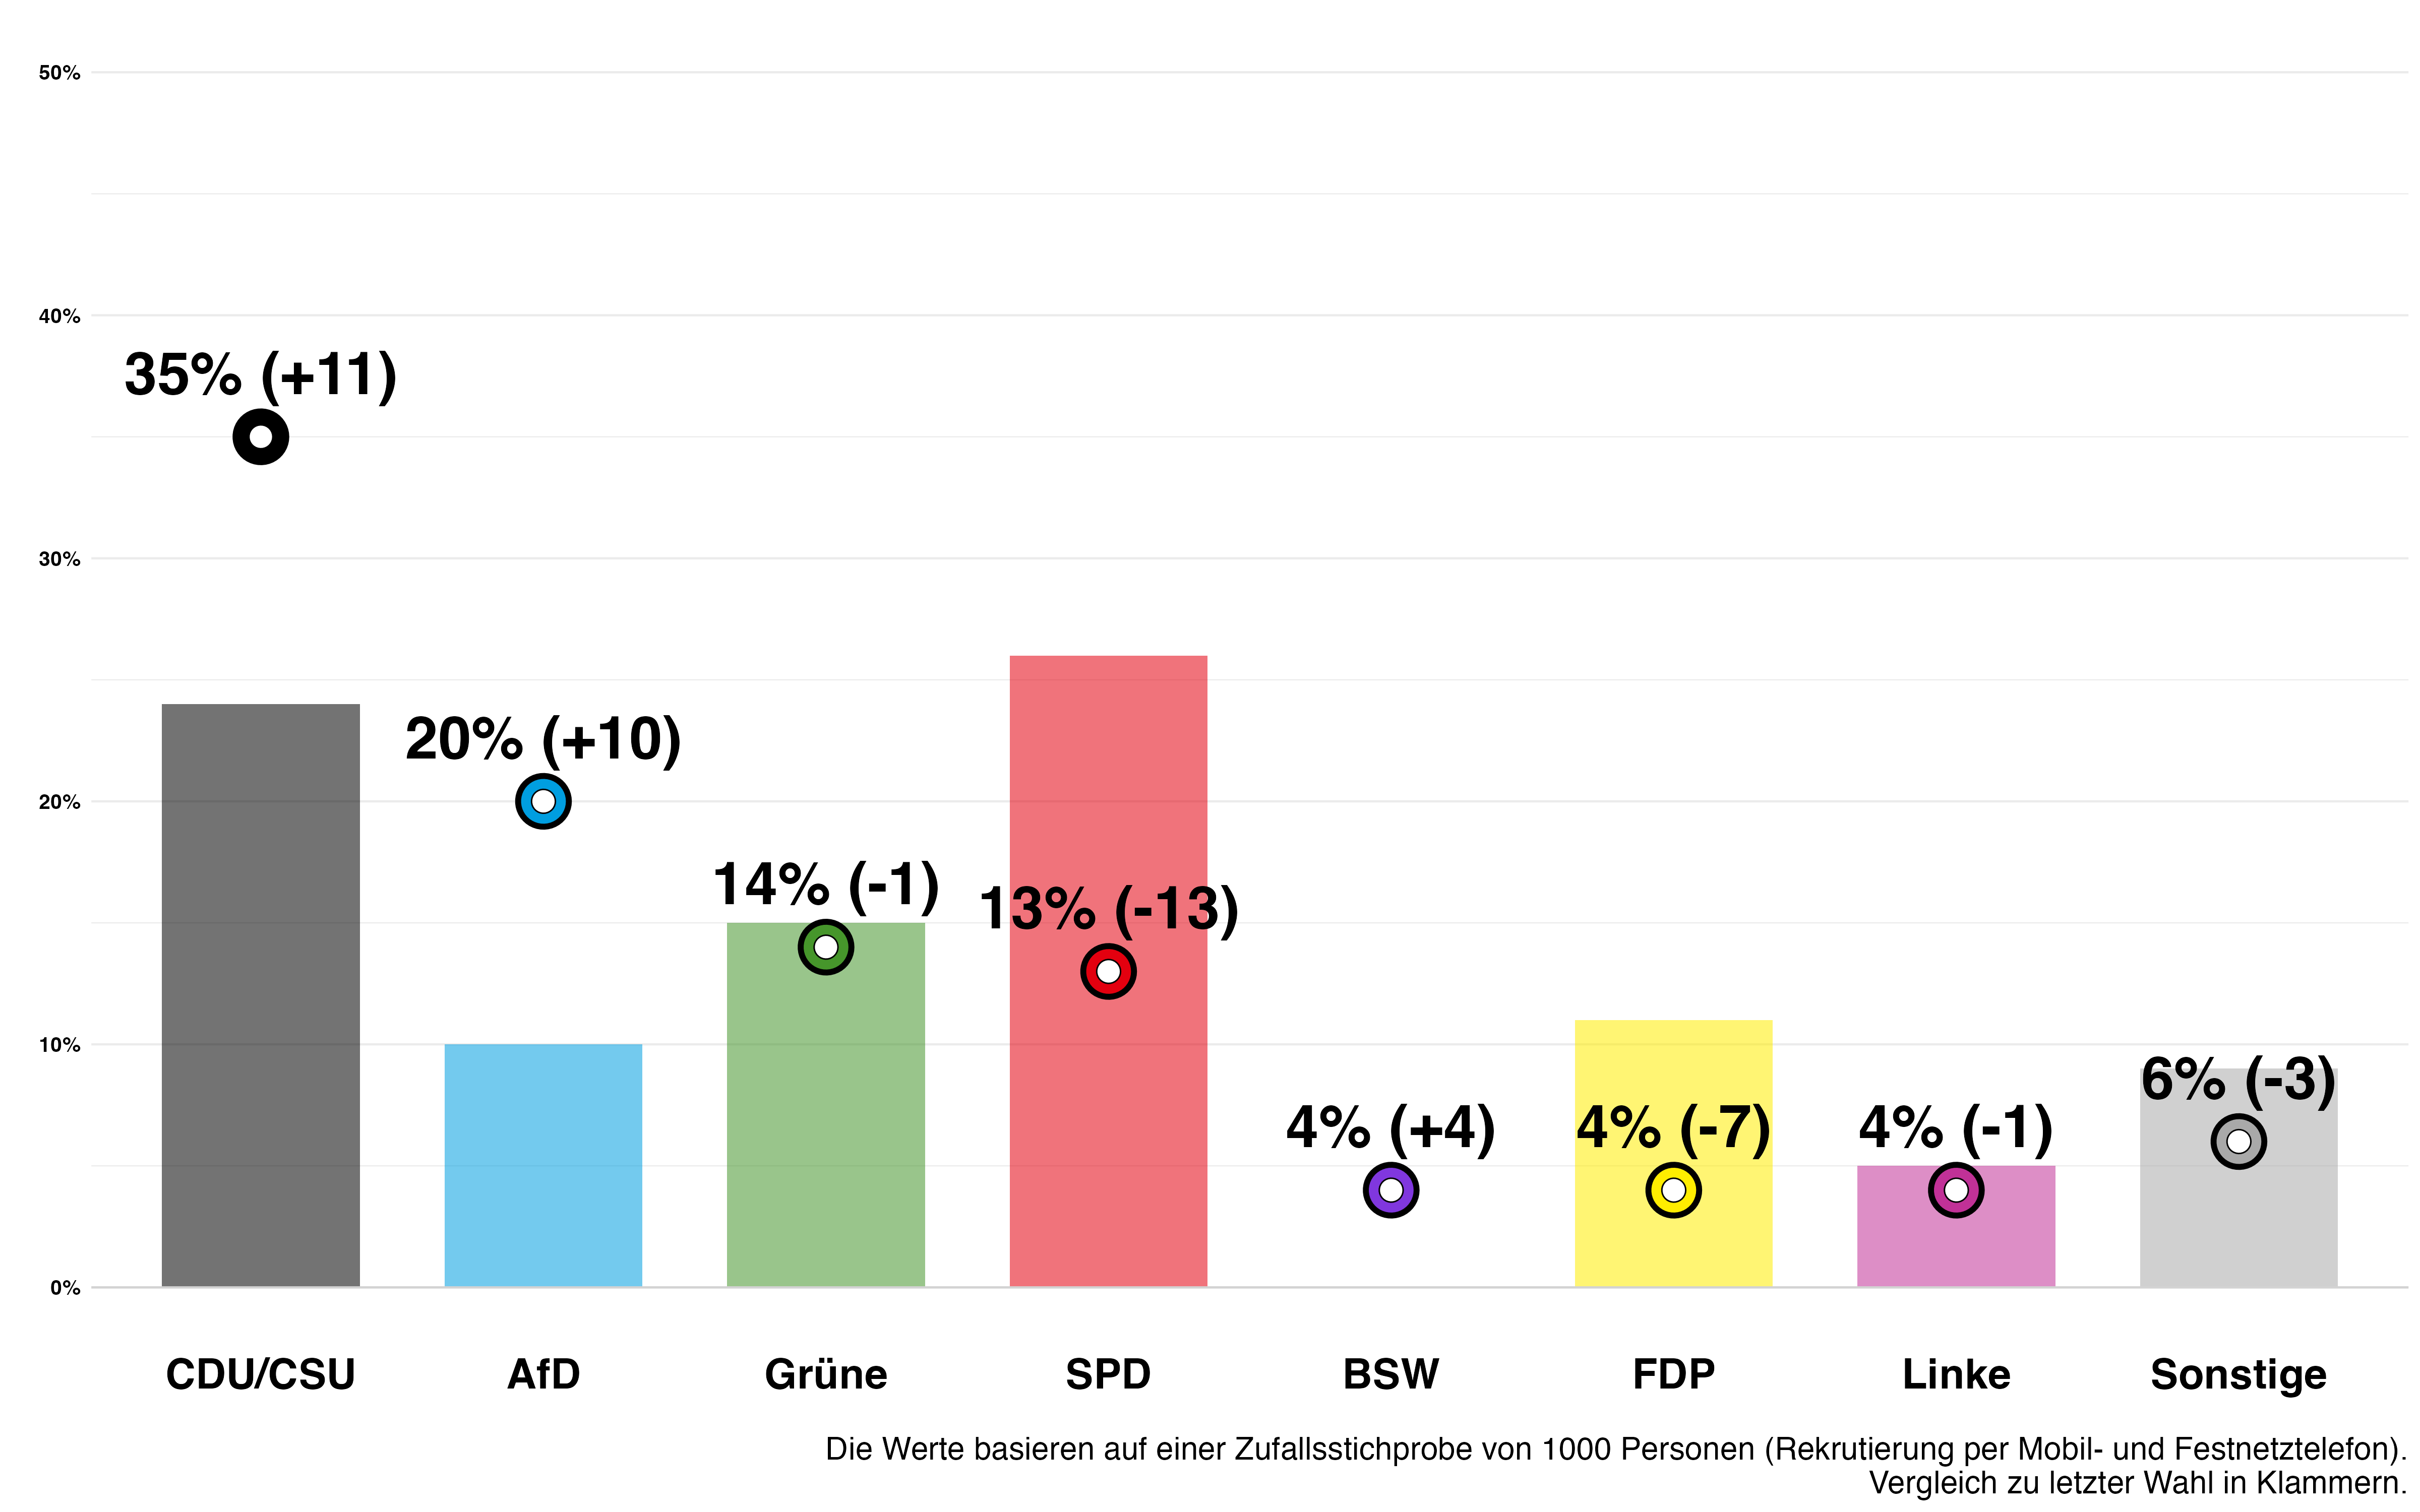 50%
40%
35% (+11)
30%
20% (+10)
20%
14% (-1)
13% (-13)
10%
6% (-3)
4% (+4)
4% (-7)
4% (-1)
0%
CDU/CSU
AfD
Grüne
SPD
BSW
FDP
Linke
Sonstige
Die Werte basieren auf einer Zufallsstichprobe von 1000 Personen (Rekrutierung per Mobil- und Festnetztelefon).
Vergleich zu letzter Wahl in Klammern.